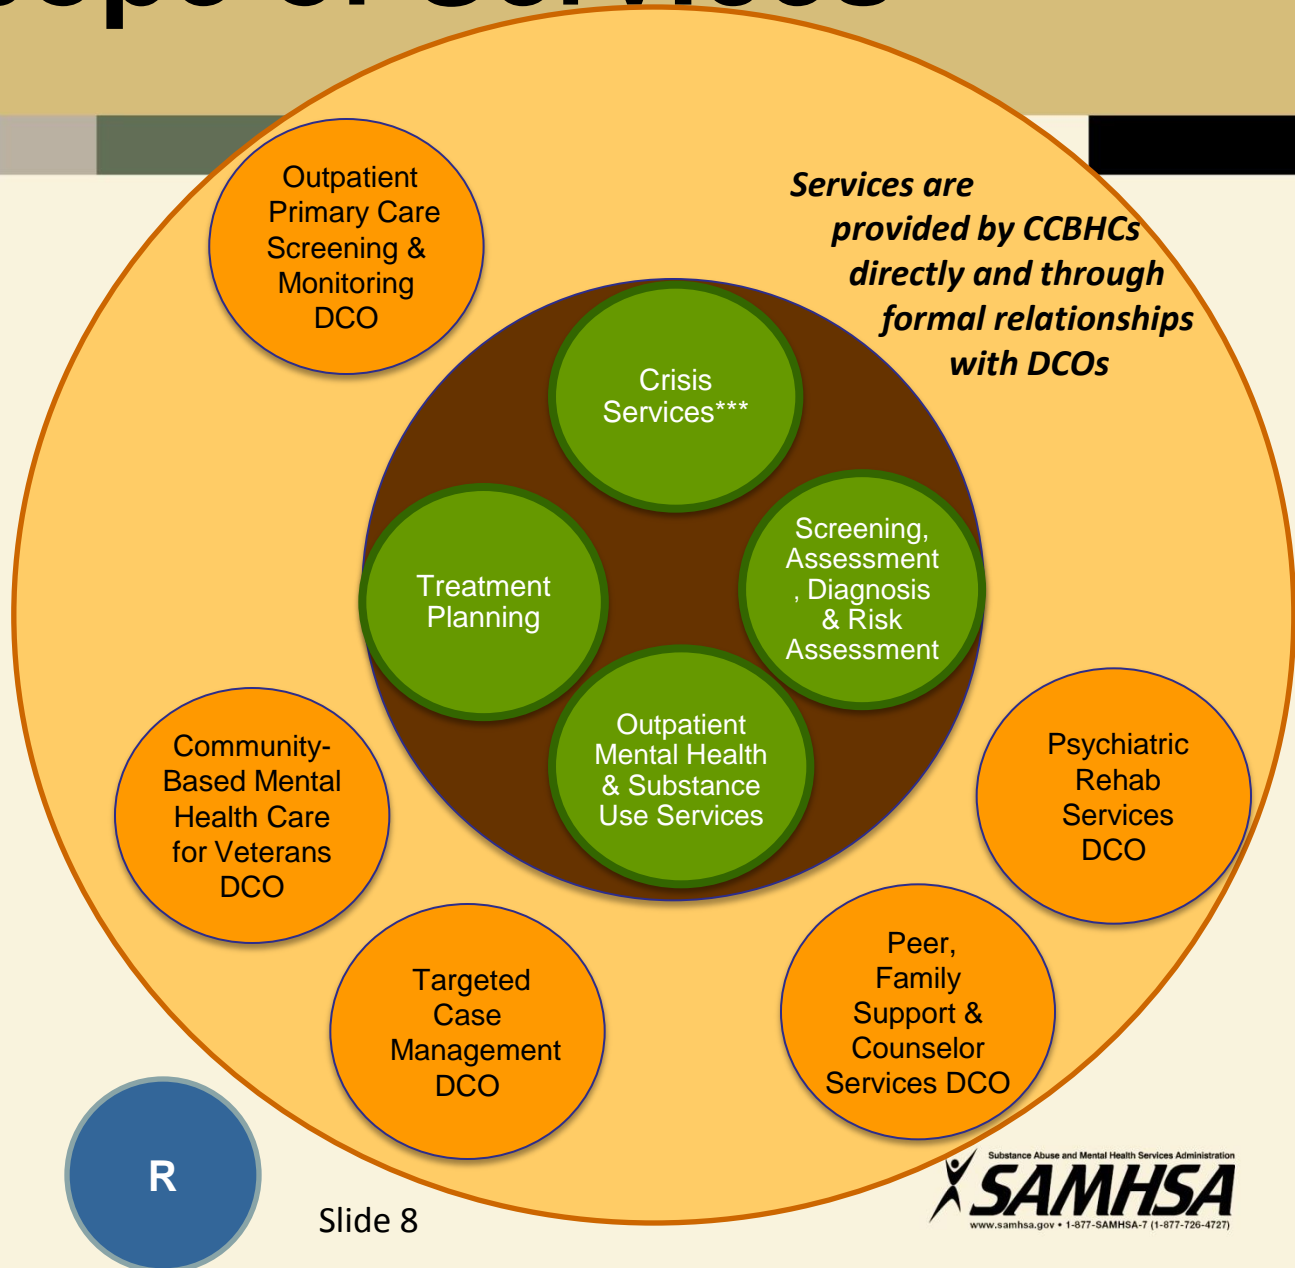 of Services
Outpatient
Primary Care
Screening &
Monitoring
DCO
Services are
provided by CCBHCs
directly and through
formal relationships
with DCOs
Crisis
Services***
Treatment
Planning
Screening,
Assessment
, Diagnosis
& Risk
Assessment
Outpatient
Mental Health
& Substance
Use Services
Community-
Based Mental
Health Care
for Veterans
DCO
Psychiatric
Rehab
Services
DCO
Targeted
Case
Management
DCO
Peer,
Family
Support &
Counselor
Services DCO
R
Slide 8
Substance Abuse and Mental Health Services Administration
SAMHSA
www.samhsa.gov • 1-877-SAMHSA-7 (1-877-726-4727)